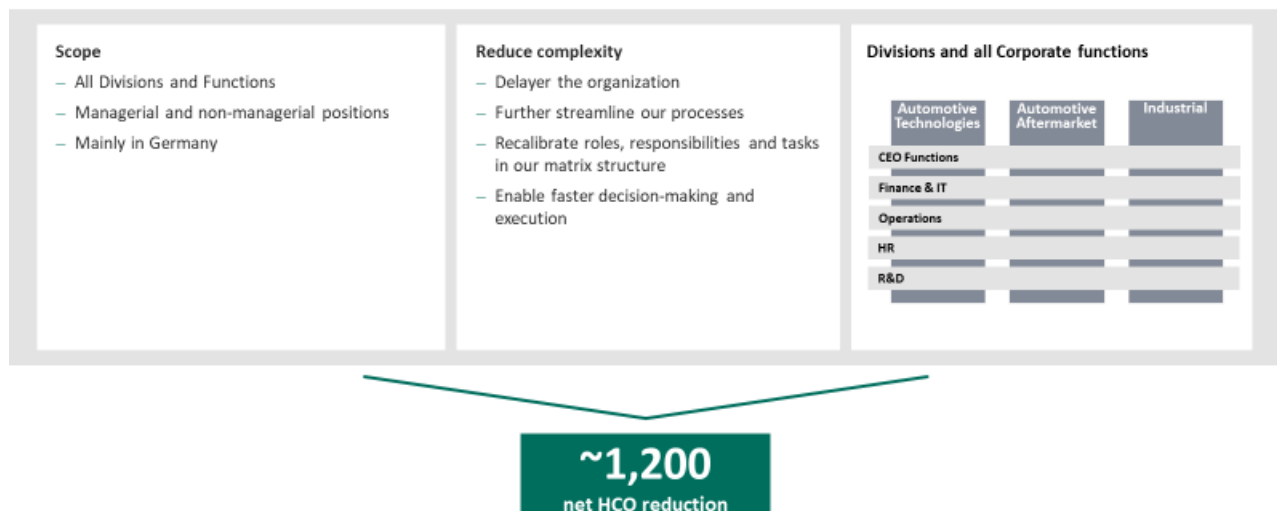 Scope
– All Divisions and Functions
– Managerial and non-managerial positions
– Mainly in Germany
Reduce complexity
– Delayer the organization
– Further streamline our processes
– Recalibrate roles, responsibilities and tasks
in our matrix structure
– Enable faster decision-making and
execution
Divisions and all Corporate functions
Automotive
Technologies
Automotive
Aftermarket
Industrial
CEO Functions
Finance & IT
Operations
HR
R&D
~1,200
net HCO reduction